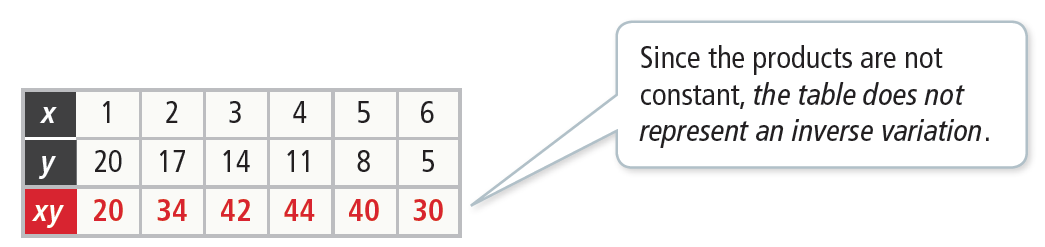 Since the products are not
constant, the table does not
represent an inverse variation.
x 1 2 3 4 5 6
y 20 17 14 11 8 5
xy 20 34 42 44 40 30